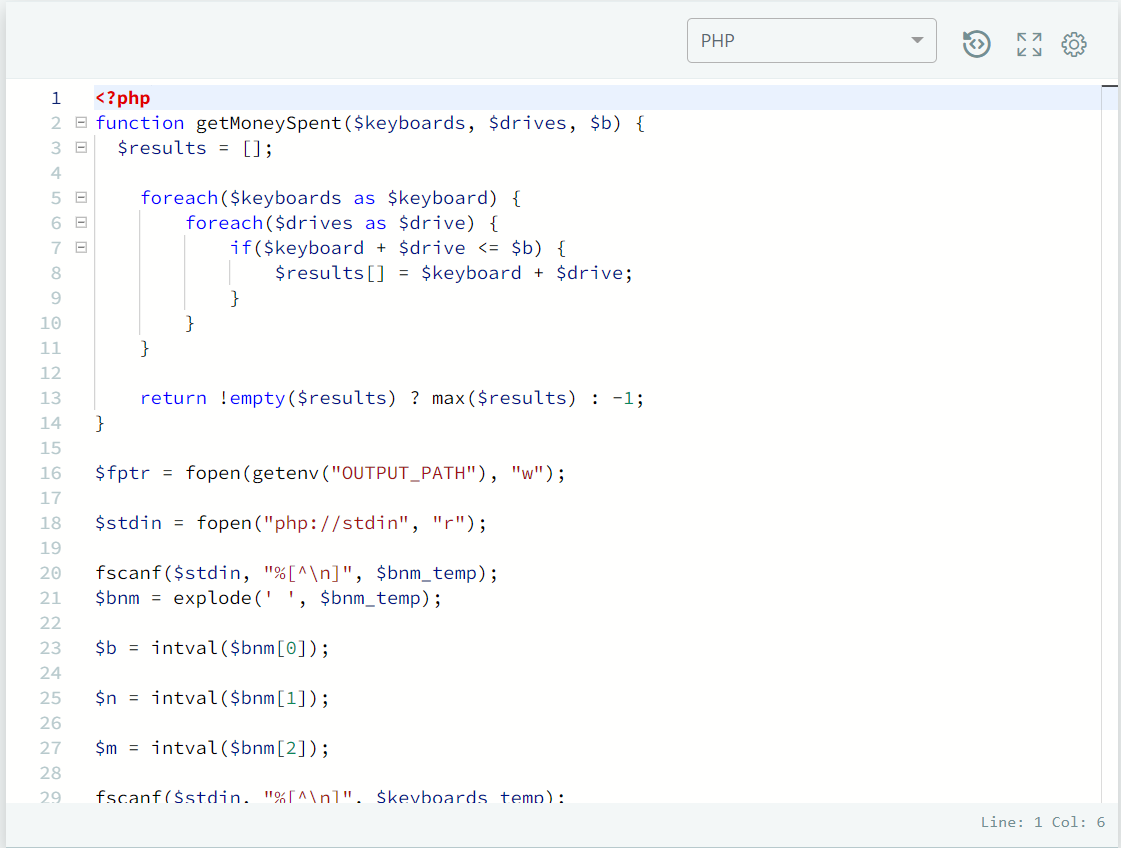 PHP
1 <?php
2 function getMoneySpent($keyboards, $drives, $b) {
3   $results = [];
4
5     foreach($keyboards as $keyboard) {
6         foreach($drives as $drive) {
7             if($keyboard + $drive <= $b) {
8                 $results[] = $keyboard + $drive;
9             }
10         }
11     }
12
13     return !empty($results) ? max($results) : -1;
14 }
15
16 $fptr = fopen(getenv("OUTPUT_PATH"), "w");
17
18 $stdin = fopen("php://stdin", "r");
19
20 fscanf($stdin, "%[^\n]", $bnm_temp);
21 $bnm = explode(' ', $bnm_temp);
22
23 $b = intval($bnm[0]);
24
25 $n = intval($bnm[1]);
26
27 $m = intval($bnm[2]);
28
29 fscanf($stdin, "%[^\n]", $keyboards_temp);
Line: 1 Col: 6